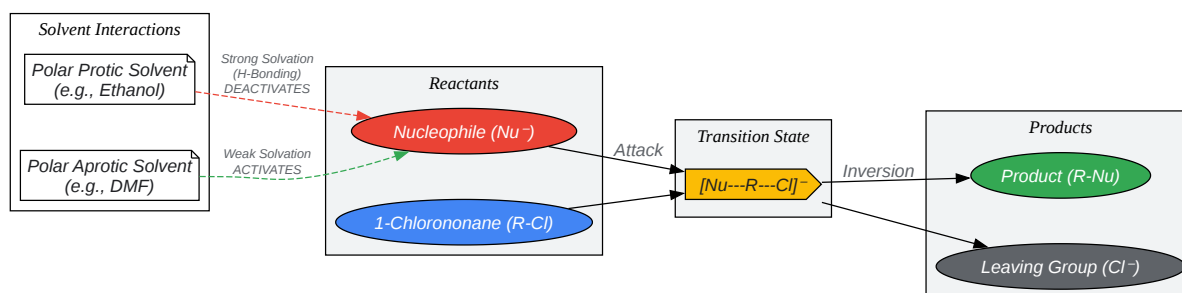 Solvent Interactions
Polar Protic Solvent
(e.g., Ethanol)
Polar Aprotic Solvent
(e.g., DMF)
Strong Solvation
(H-Bonding)
DEACTIVATES
Weak Solvation
ACTIVATES
Reactants
Nucleophile (Nu⁻)
1-Chlorononane (R-Cl)
Attack
Transition State
[Nu---R---Cl]⁻
Inversion
Products
Product (R-Nu)
Leaving Group (Cl⁻)